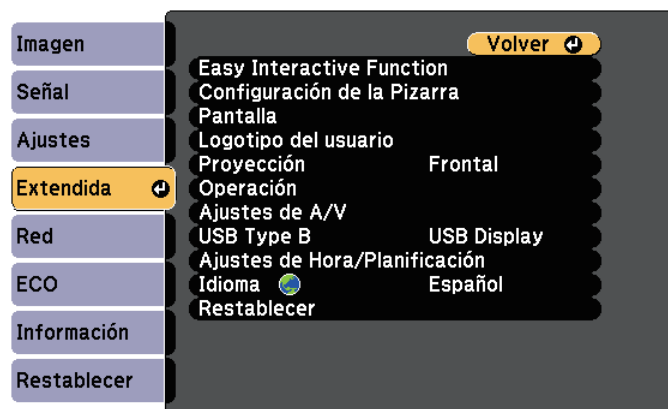 Imagen
Señal
Ajustes
Extendida
Red
ECO
Información
Restablecer
Volver
Easy Interactive Function
Configuración de la Pizarra
Pantalla
Logotipo del usuario
Proyección Frontal
Operación
Ajustes de A/V
USB Type B USB Display
Ajustes de Hora/Planificación
Idioma Español
Restablecer